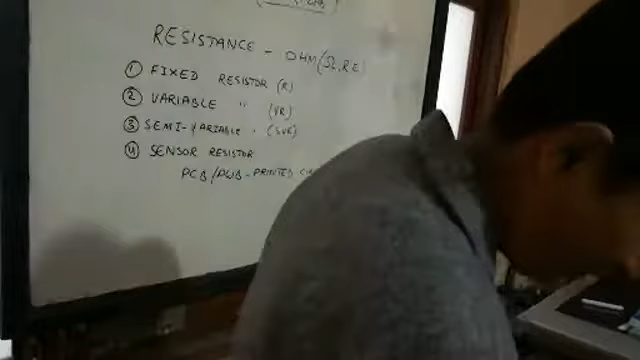 RESISTANCE - OHM (Ω, R E)
① FIXED RESISTOR (R)
② VARIABLE " (VR)
③ SEMI-VARIABLE " (SVR)
④ SENSOR RESISTOR
PCB/PWB - PRINTED